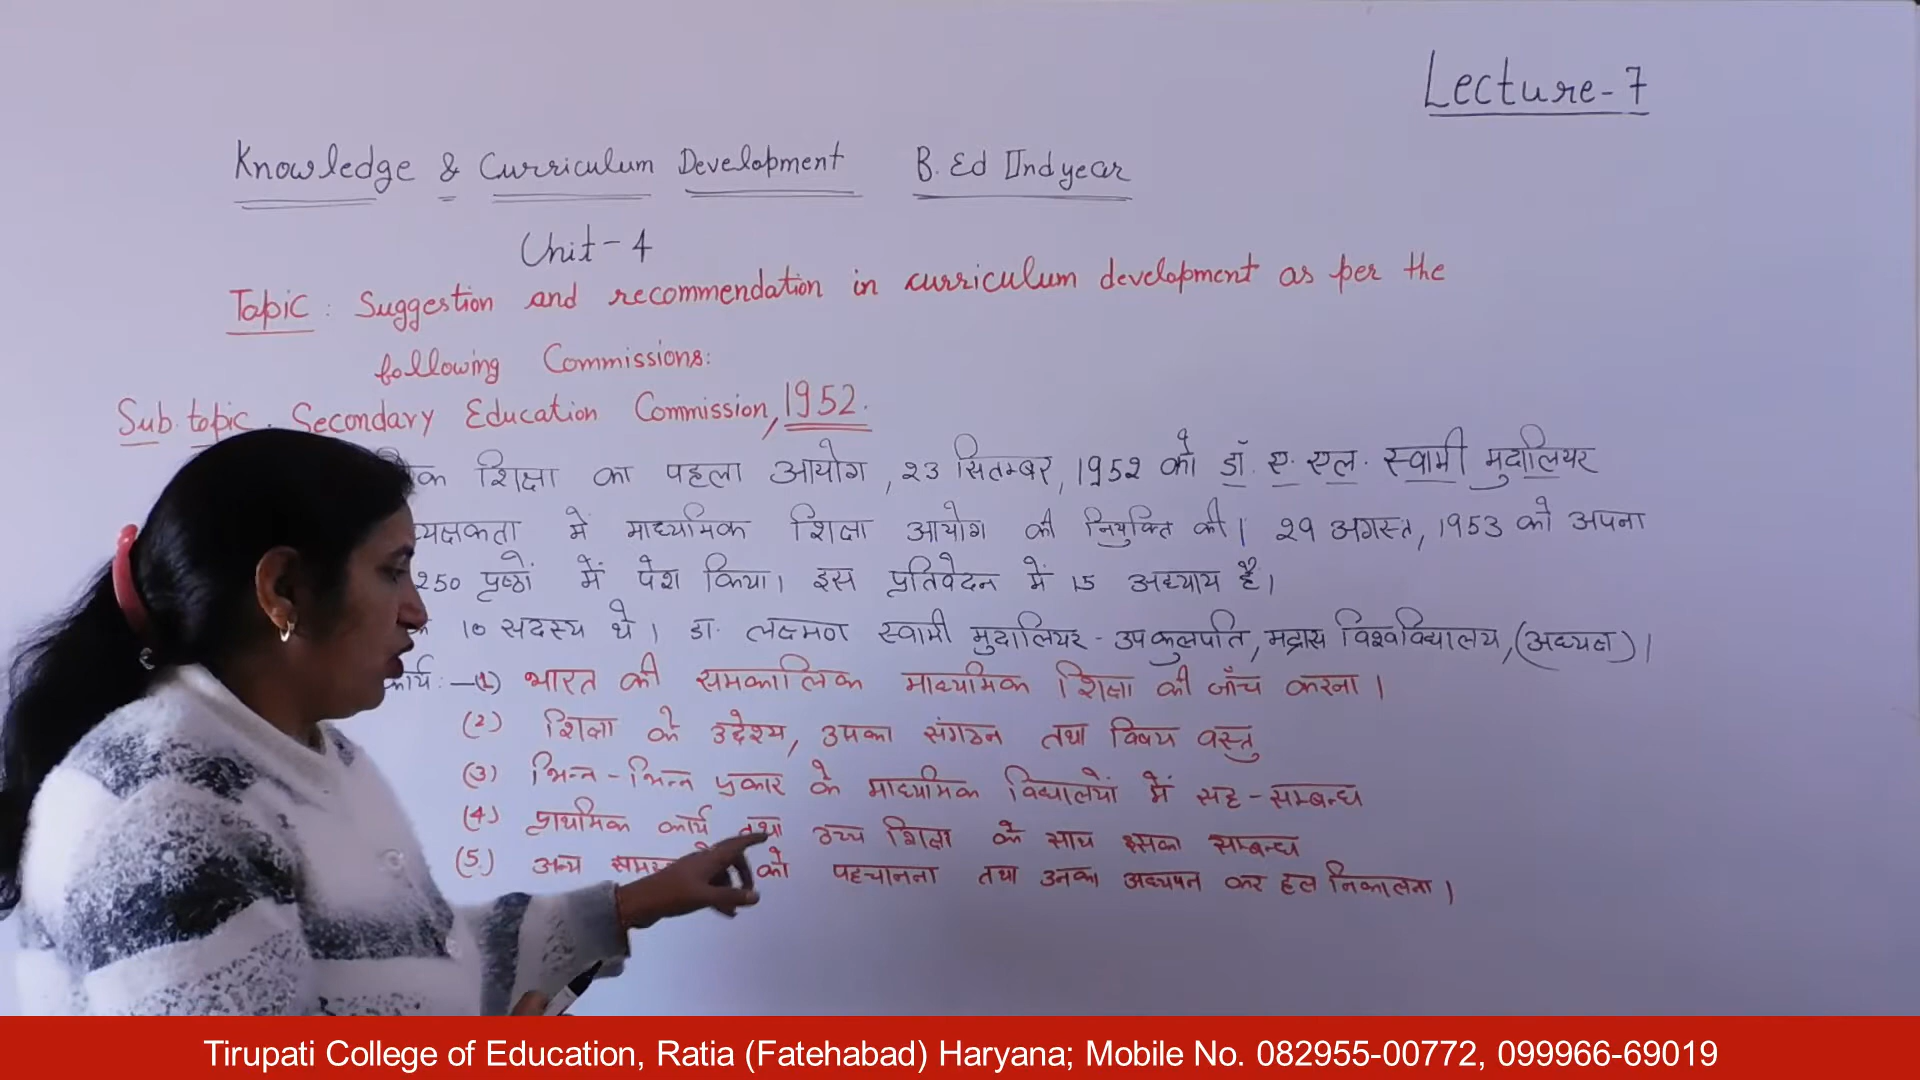 Lecture-7
Knowledge & Curriculum Development B.Ed IInd year
Unit-4
Topic: Suggestion and recommendation in curriculum development as per the
following Commissions:
Sub. topic. Secondary Education Commission, 1952.
शिक्षा का पहला आयोग, २३ सितम्बर, 1952 को डॉ. ए. एल. स्वामी मुदालियर
में माध्यमिक शिक्षा आयोग की नियुक्ति की। 29 अगस्त, 1953 को अपना
250 पृष्ठों में पेश किया। इस प्रतिवेदन में 15 अध्याय है।
10 सदस्य थे। डा. लक्ष्मण स्वामी मुदालियर - उपकुलपति, मद्रास विश्वविद्यालय, (अध्यक्ष)।
कार्य:- (1) भारत की समकालिक माध्यमिक शिक्षा की जाँच करना।
(2) शिक्षा के उद्देश्य, उपका संगठन तथा विषय वस्तु
(3) भिन्न-भिन्न प्रकार के माध्यमिक विद्यालयों में सह-सम्बन्ध
(4) प्राथमिक कार्य तथा उच्च शिक्षा के साथ इसका सम्बन्ध
(5.) अन्य को पहचानना तथा उनका अध्ययन कर हल निकालना।
Tirupati College of Education, Ratia (Fatehabad) Haryana; Mobile No. 082955-00772, 099966-69019